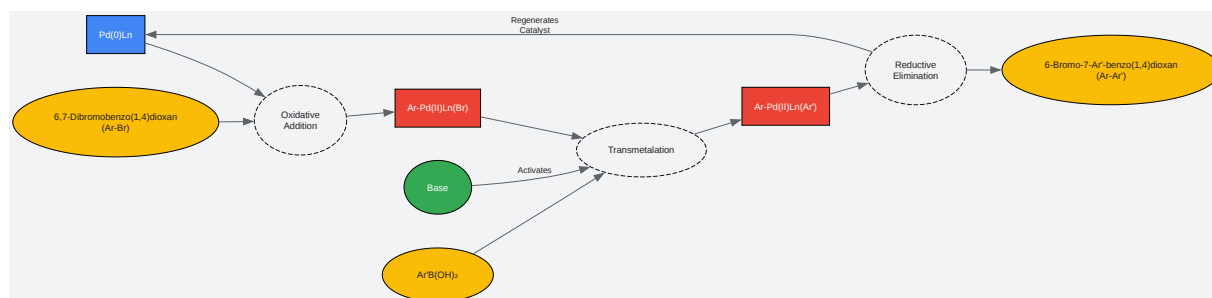 Regenerates
Catalyst
Pd(0)Ln
Reductive
Elimination
6-Bromo-7-Ar'-benzo(1,4)dioxan
(Ar-Ar')
6,7-Dibromobenzo(1,4)dioxan
(Ar-Br)
Oxidative
Addition
Ar-Pd(II)Ln(Br)
Ar-Pd(II)Ln(Ar')
Transmetalation
Activates
Base
Ar'B(OH)₂